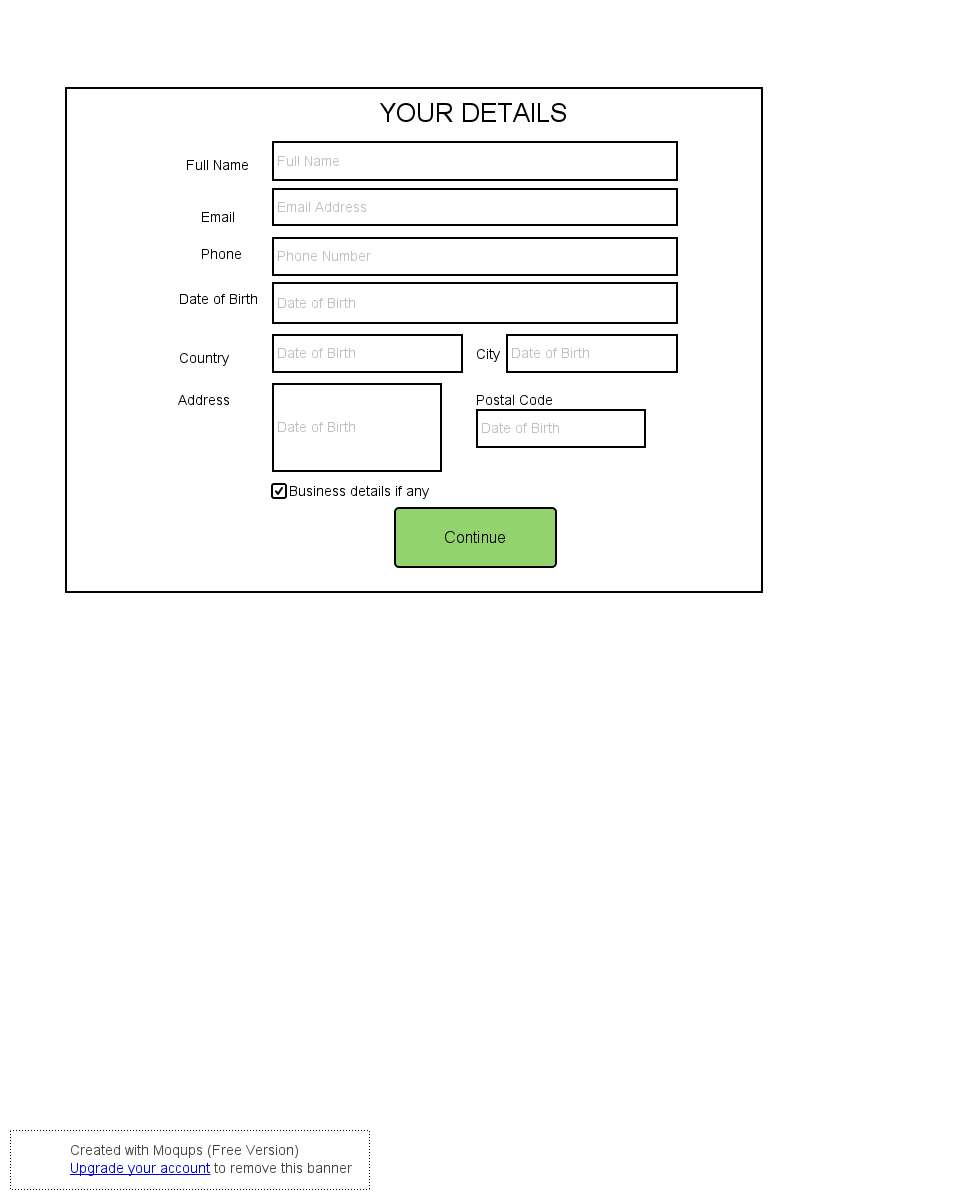 YOUR DETAILS
Full Name Full Name
Email Email Address
Phone Phone Number
Date of Birth Date of Birth
Country Date of Birth City Date of Birth
Address Postal Code
Date of Birth Date of Birth
Business details if any
Continue
Created with Moqups (Free Version)
Upgrade your account to remove this banner